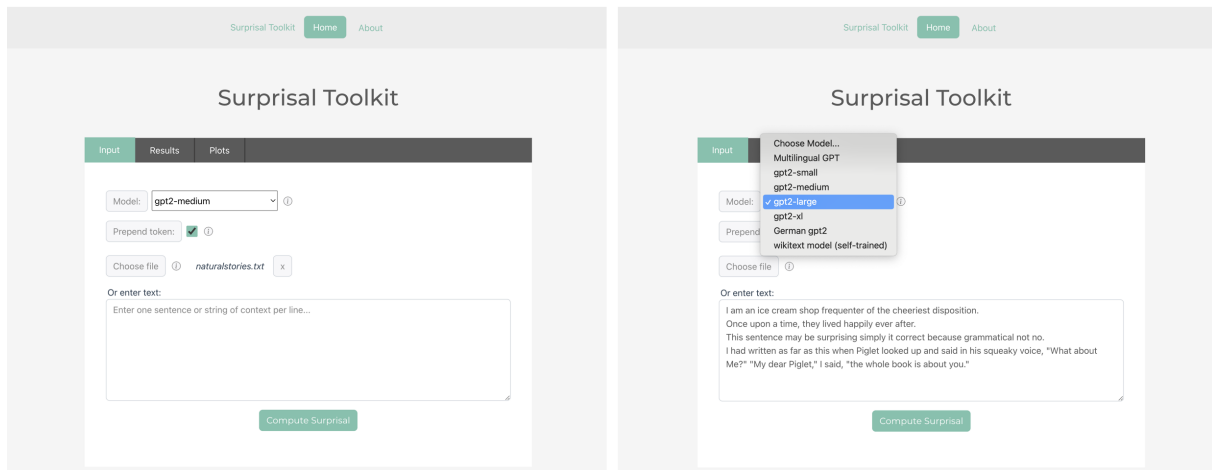 Surprisal Toolkit Home About
Surprisal Toolkit
Input Results Plots
Model: gpt2-medium
Prepend token:
Choose file naturalstories.txt x
Or enter text:
Enter one sentence or string of context per line...
Compute Surprisal
Surprisal Toolkit Home About
Surprisal Toolkit
Input
Choose Model...
Multilingual GPT
gpt2-small
gpt2-medium
Model: ✓ gpt2-large
gpt2-xl
Prepend German gpt2
wikitext model (self-trained)
Choose file
Or enter text:
I am an ice cream shop frequenter of the cheeriest disposition.
Once upon a time, they lived happily ever after.
This sentence may be surprising simply it correct because grammatical not no.
I had written as far as this when Piglet looked up and said in his squeaky voice, "What about
Me?" "My dear Piglet," I said, "the whole book is about you."
Compute Surprisal